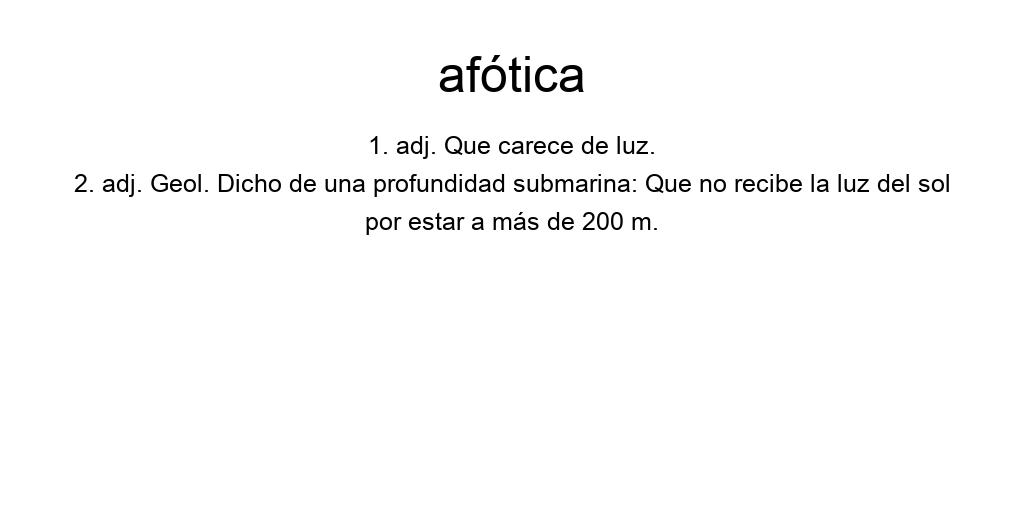 afótica
1. adj. Que carece de luz.
2. adj. Geol. Dicho de una profundidad submarina: Que no recibe la luz del sol
por estar a más de 200 m.